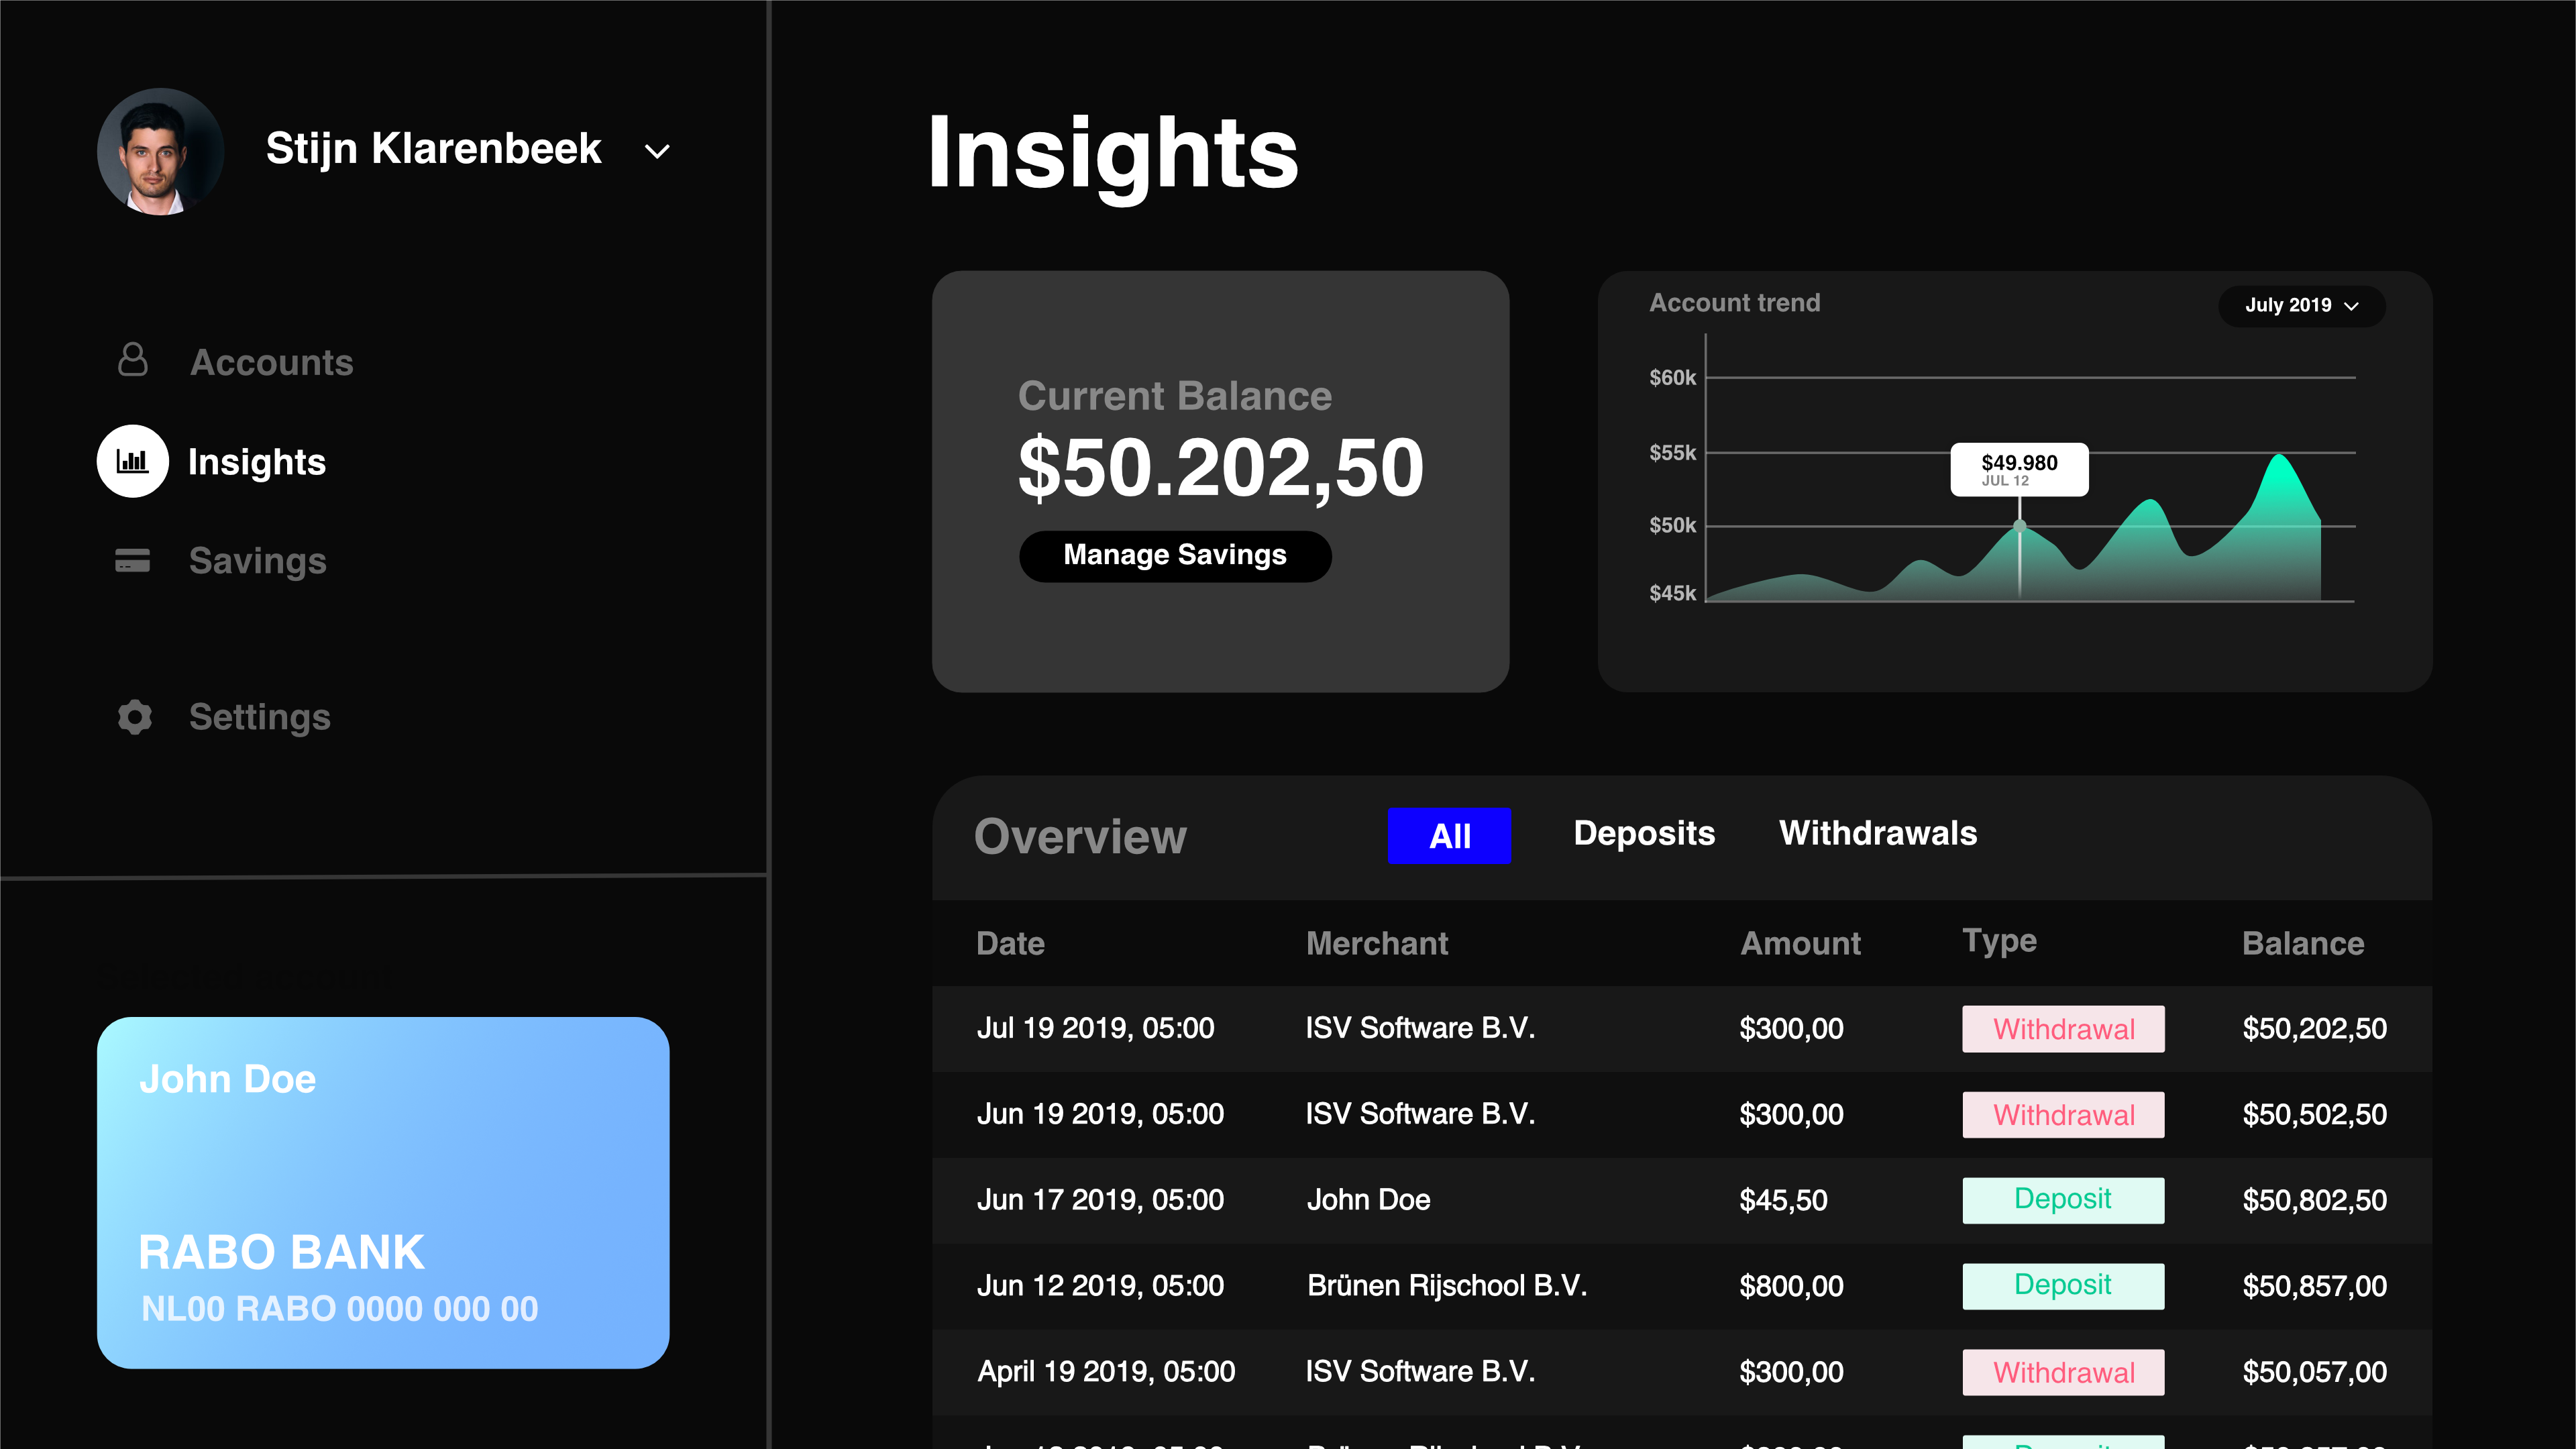 Stijn Klarenbeek
Accounts
Insights
Savings
Settings
John Doe
RABO BANK
NL00 RABO 0000 000 00
Insights
Current Balance
$50.202,50
Manage Savings
Account trend
July 2019
$60k
$55k
$50k
$45k
$49.980
JUL 12
Overview All Deposits Withdrawals
Date Merchant Amount Type Balance
Jul 19 2019, 05:00 ISV Software B.V. $300,00 Withdrawal $50,202,50
Jun 19 2019, 05:00 ISV Software B.V. $300,00 Withdrawal $50,502,50
Jun 17 2019, 05:00 John Doe $45,50 Deposit $50,802,50
Jun 12 2019, 05:00 Brünen Rijschool B.V. $800,00 Deposit $50,857,00
April 19 2019, 05:00 ISV Software B.V. $300,00 Withdrawal $50,057,00